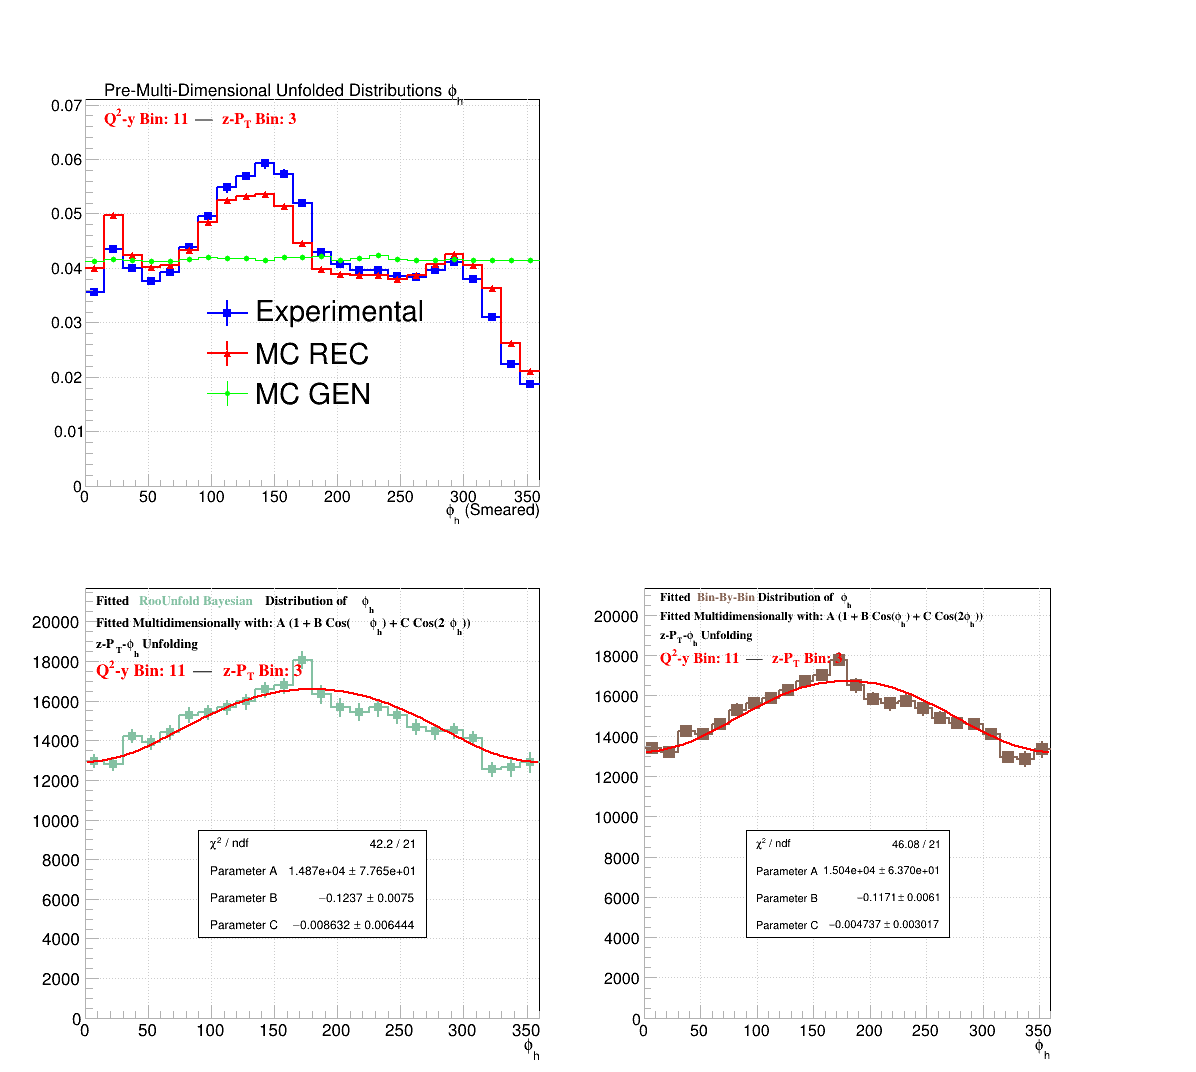 Pre-Multi-Dimensional Unfolded Distributions ϕh
Q2-y Bin: 11 — z-PT Bin: 3
0.07
0.06
0.05
0.04
0.03
0.02
0.01
0
Experimental
MC REC
MC GEN
0 50 100 150 200 250 300 350
ϕh (Smeared)
Fitted RooUnfold Bayesian Distribution of ϕh
Fitted Multidimensionally with: A (1 + B Cos( ϕh) + C Cos(2 ϕh))
z-PT-ϕh Unfolding
Q2-y Bin: 11 — z-PT Bin: 3
20000
18000
16000
14000
12000
10000
8000
6000
4000
2000
0
χ2 / ndf 42.2 / 21
Parameter A 1.487e+04 ± 7.765e+01
Parameter B −0.1237 ± 0.0075
Parameter C −0.008632 ± 0.006444
0 50 100 150 200 250 300 350
ϕh
Fitted Bin-By-Bin Distribution of ϕh
Fitted Multidimensionally with: A (1 + B Cos(ϕh) + C Cos(2ϕh))
z-PT-ϕh Unfolding
Q2-y Bin: 11 — z-PT Bin: 3
20000
18000
16000
14000
12000
10000
8000
6000
4000
2000
0
χ2 / ndf 46.08 / 21
Parameter A 1.504e+04 ± 6.370e+01
Parameter B −0.1171 ± 0.0061
Parameter C −0.004737 ± 0.003017
0 50 100 150 200 250 300 350
ϕh